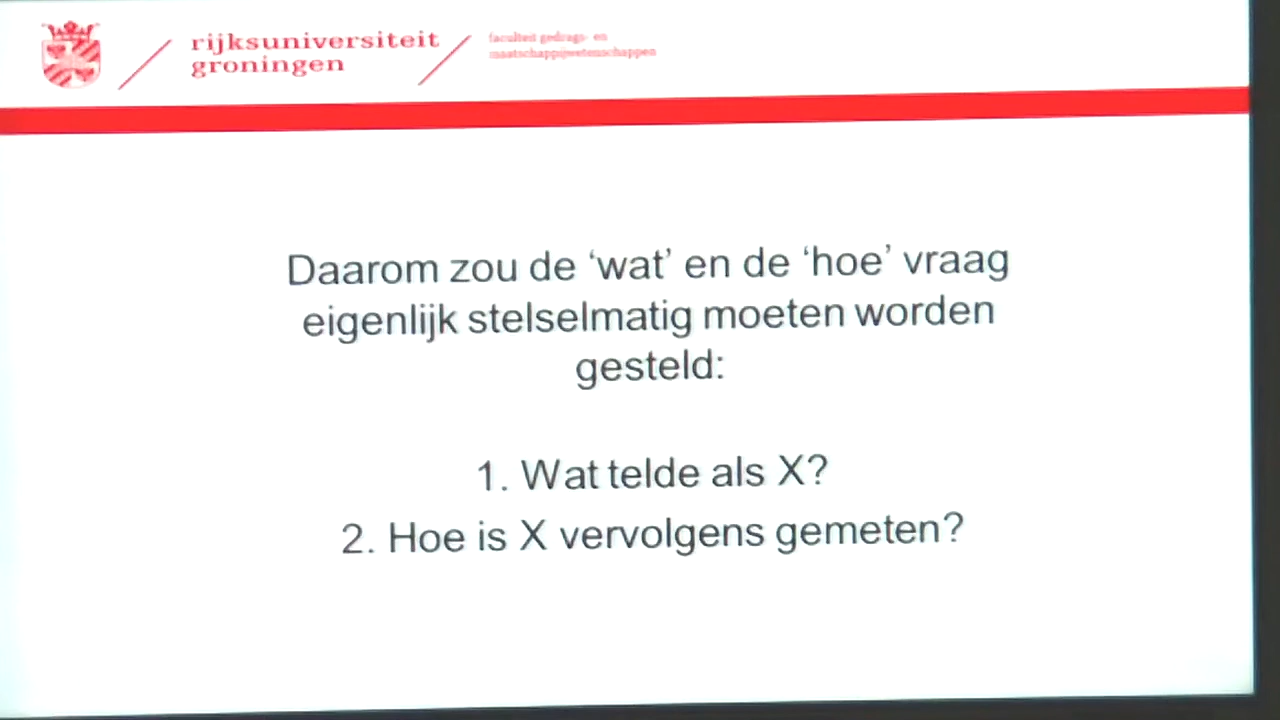 rijksuniversiteit
groningen
faculteit gedrags- en
maatschappijwetenschappen
Daarom zou de ‘wat’ en de ‘hoe’ vraag
eigenlijk stelselmatig moeten worden
gesteld:
1. Wat telde als X?
2. Hoe is X vervolgens gemeten?